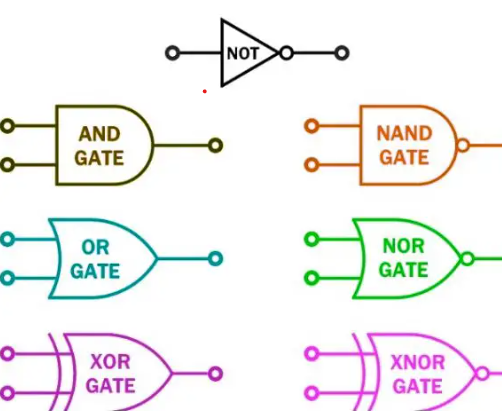 NOT
AND
GATE
NAND
GATE
OR
GATE
NOR
GATE
XOR
GATE
XNOR
GATE